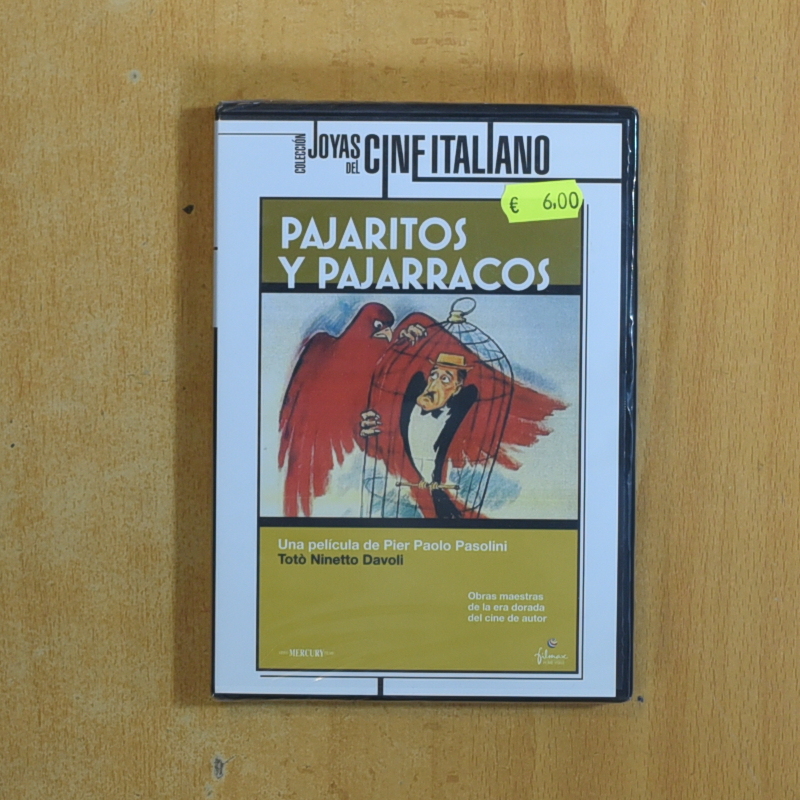 COLECCIÓN
JOYAS
DEL
CINE ITALIANO
€ 6,00
PAJARITOS
Y PAJARRACOS
Una película de Pier Paolo Pasolini
Totò Ninetto Davoli
Obras maestras
de la era dorada
del cine de autor
MERCURY
filmax